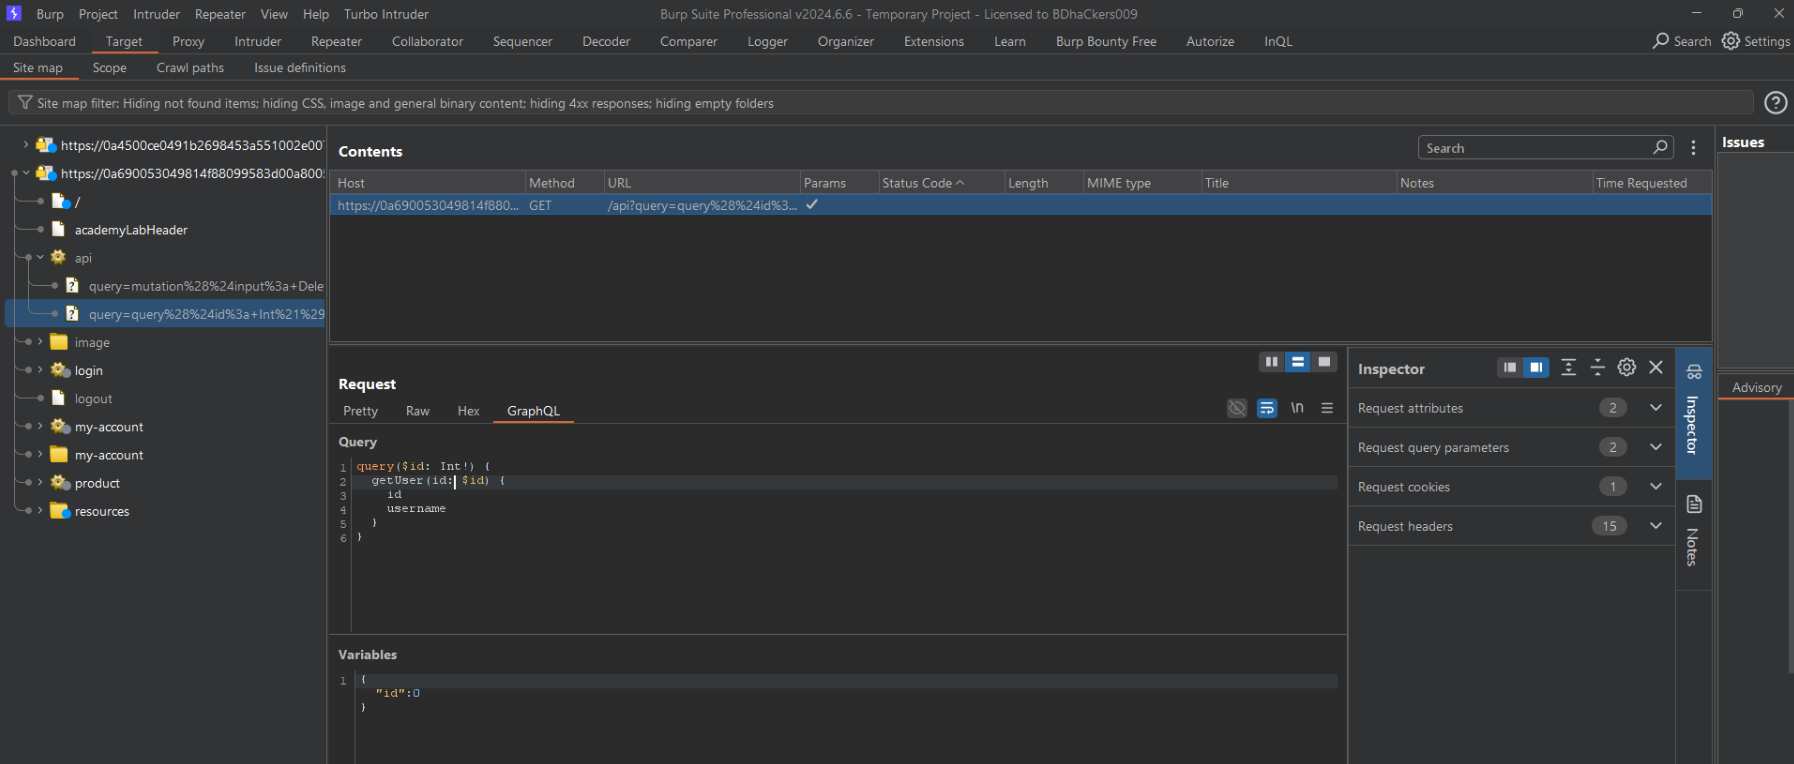 Burp Project Intruder Repeater View Help Turbo Intruder Burp Suite Professional v2024.6.6 - Temporary Project - Licensed to BDhaCkers009
Dashboard Target Proxy Intruder Repeater Collaborator Sequencer Decoder Comparer Logger Organizer Extensions Learn Burp Bounty Free Autorize InQL Search Settings
Site map Scope Crawl paths Issue definitions
Site map filter: Hiding not found items; hiding CSS, image and general binary content; hiding 4xx responses; hiding empty folders ?
https://0a4500ce0491b2698453a551002e00
https://0a690053049814f88099583d00a800
/
academyLabHeader
api
query=mutation%28%24input%3a+Dele
query=query%28%24id%3a+Int%21%29
image
login
logout
my-account
my-account
product
resources
Contents Search
Host Method URL Params Status Code Length MIME type Title Notes Time Requested
https://0a690053049814f880... GET /api?query=query%28%24id%3... ✓
Request
Pretty Raw Hex GraphQL \n
Query
1 query($id: Int!) {
2 getUser(id: $id) {
3 id
4 username
5 }
6 }
Variables
1 {
"id":0
}
Inspector
Request attributes 2
Request query parameters 2
Request cookies 1
Request headers 15
Inspector
Notes
Issues
Advisory